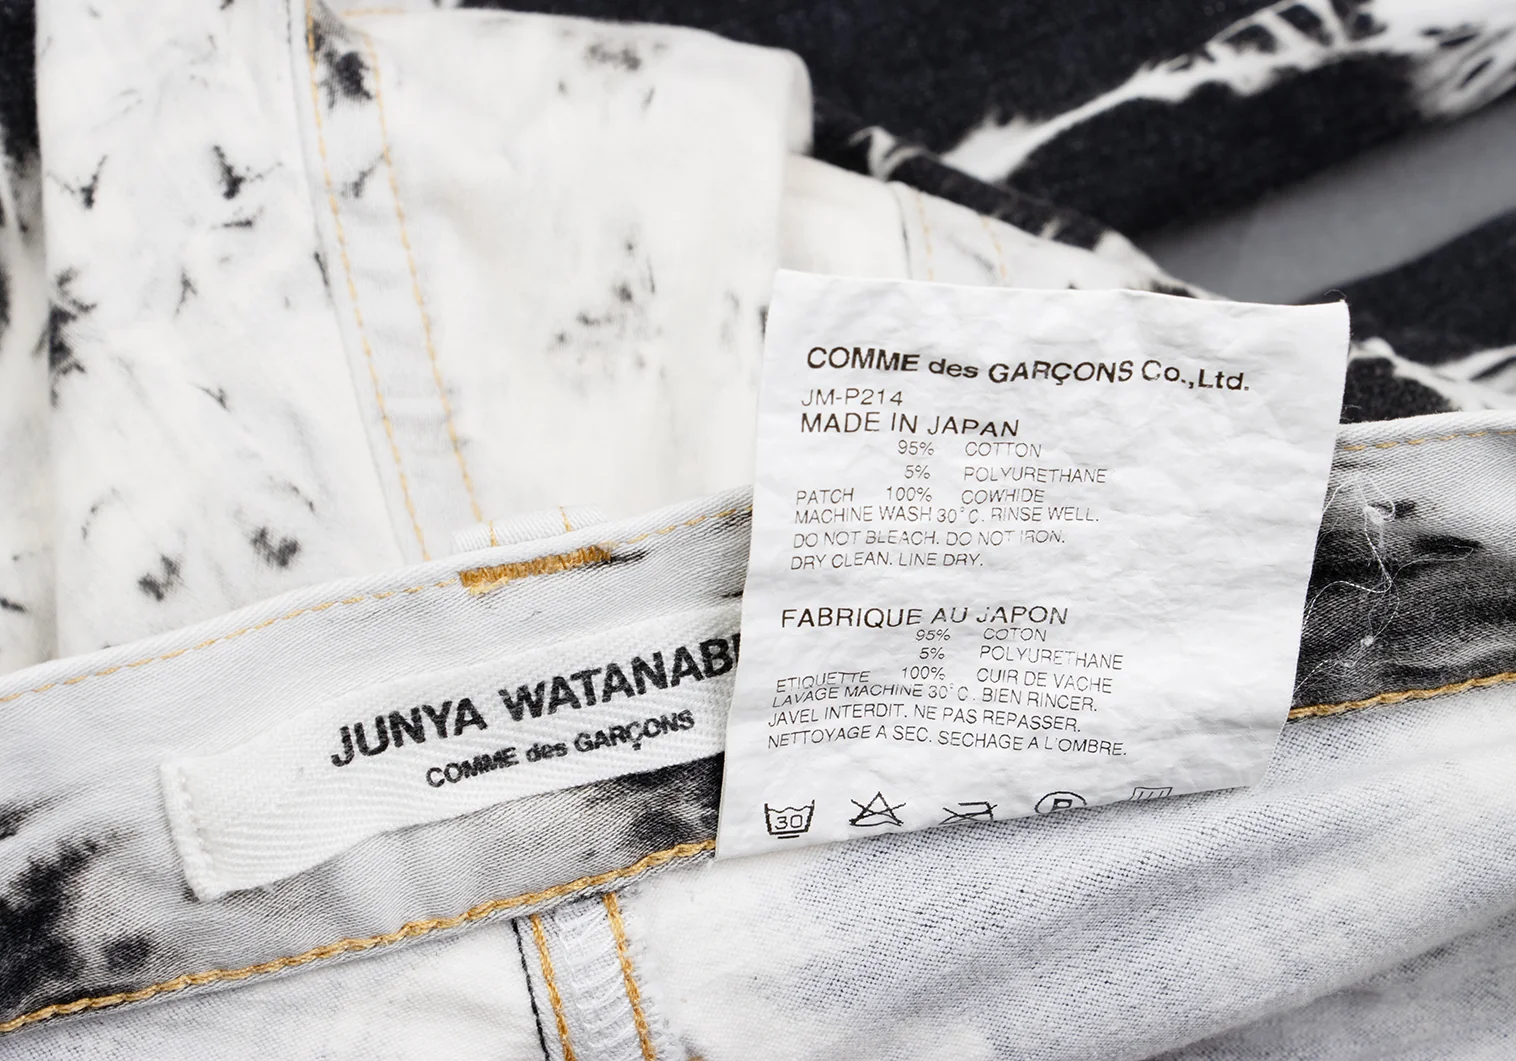 COMME des GARÇONS Co.,Ltd.
JM-P214
MADE IN JAPAN
95% COTTON
5% POLYURETHANE
PATCH 100% COWHIDE
MACHINE WASH 30°C. RINSE WELL.
DO NOT BLEACH. DO NOT IRON.
DRY CLEAN. LINE DRY.
FABRIQUE AU JAPON
95% COTON
5% POLYURETHANE
ETIQUETTE 100% CUIR DE VACHE
LAVAGE MACHINE 30°C. BIEN RINCER.
JAVEL INTERDIT. NE PAS REPASSER.
NETTOYAGE A SEC. SECHAGE A L'OMBRE.
30 P
JUNYA WATANAB
COMME des GARÇONS